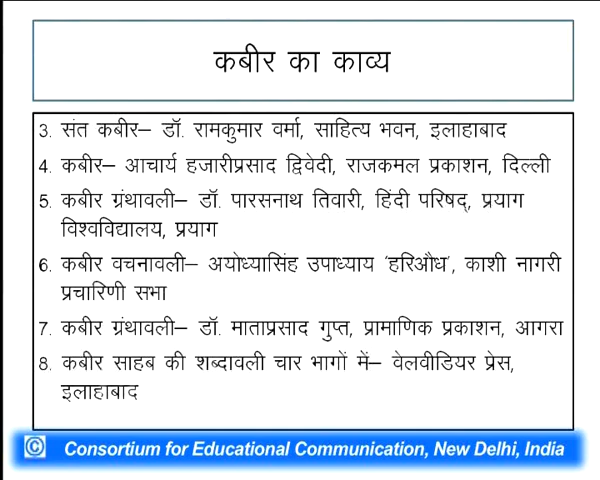 कबीर का काव्य
3. संत कबीर– डॉ. रामकुमार वर्मा, साहित्य भवन, इलाहाबाद
4. कबीर– आचार्य हजारीप्रसाद द्विवेदी, राजकमल प्रकाशन, दिल्ली
5. कबीर ग्रंथावली– डॉ. पारसनाथ तिवारी, हिंदी परिषद्, प्रयाग
विश्वविद्यालय, प्रयाग
6. कबीर वचनावली– अयोध्यासिंह उपाध्याय 'हरिऔध', काशी नागरी
प्रचारिणी सभा
7. कबीर ग्रंथावली– डॉ. माताप्रसाद गुप्त, प्रामाणिक प्रकाशन, आगरा
8. कबीर साहब की शब्दावली चार भागों में– वेलवीडियर प्रेस,
इलाहाबाद
© Consortium for Educational Communication, New Delhi, India